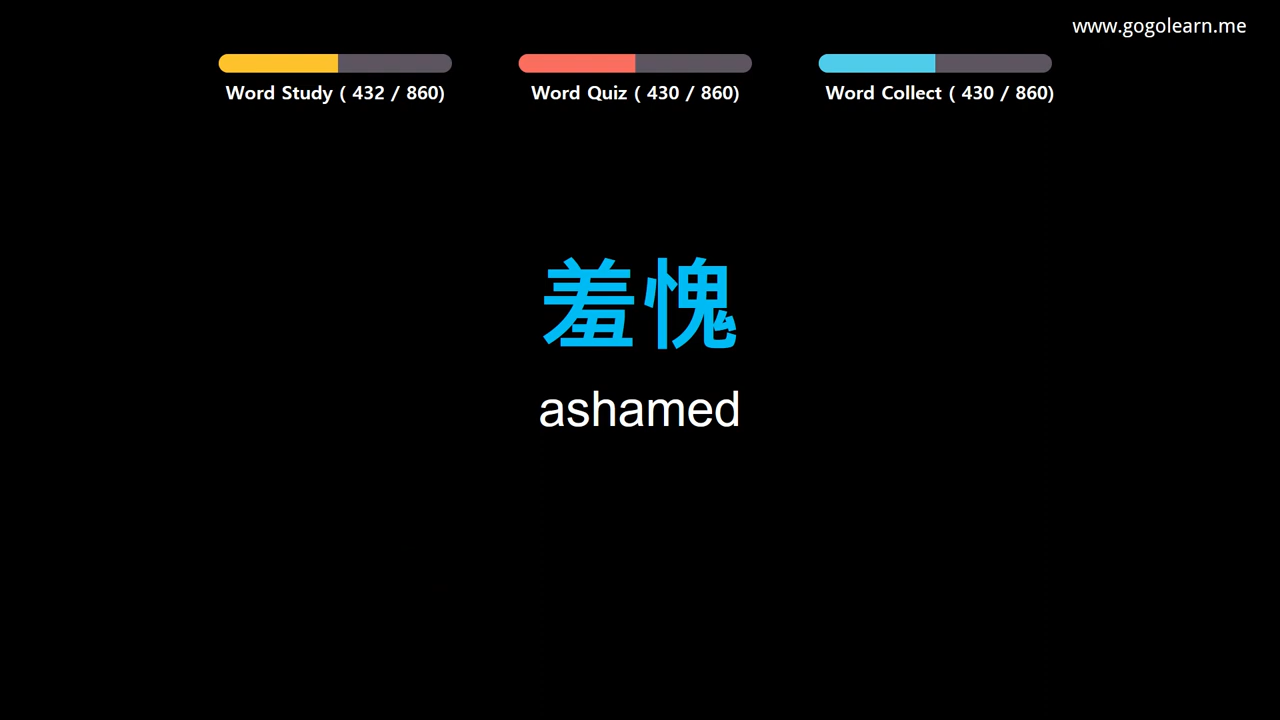 www.gogolearn.me
Word Study ( 432 / 860)
Word Quiz ( 430 / 860)
Word Collect ( 430 / 860)
羞愧
ashamed